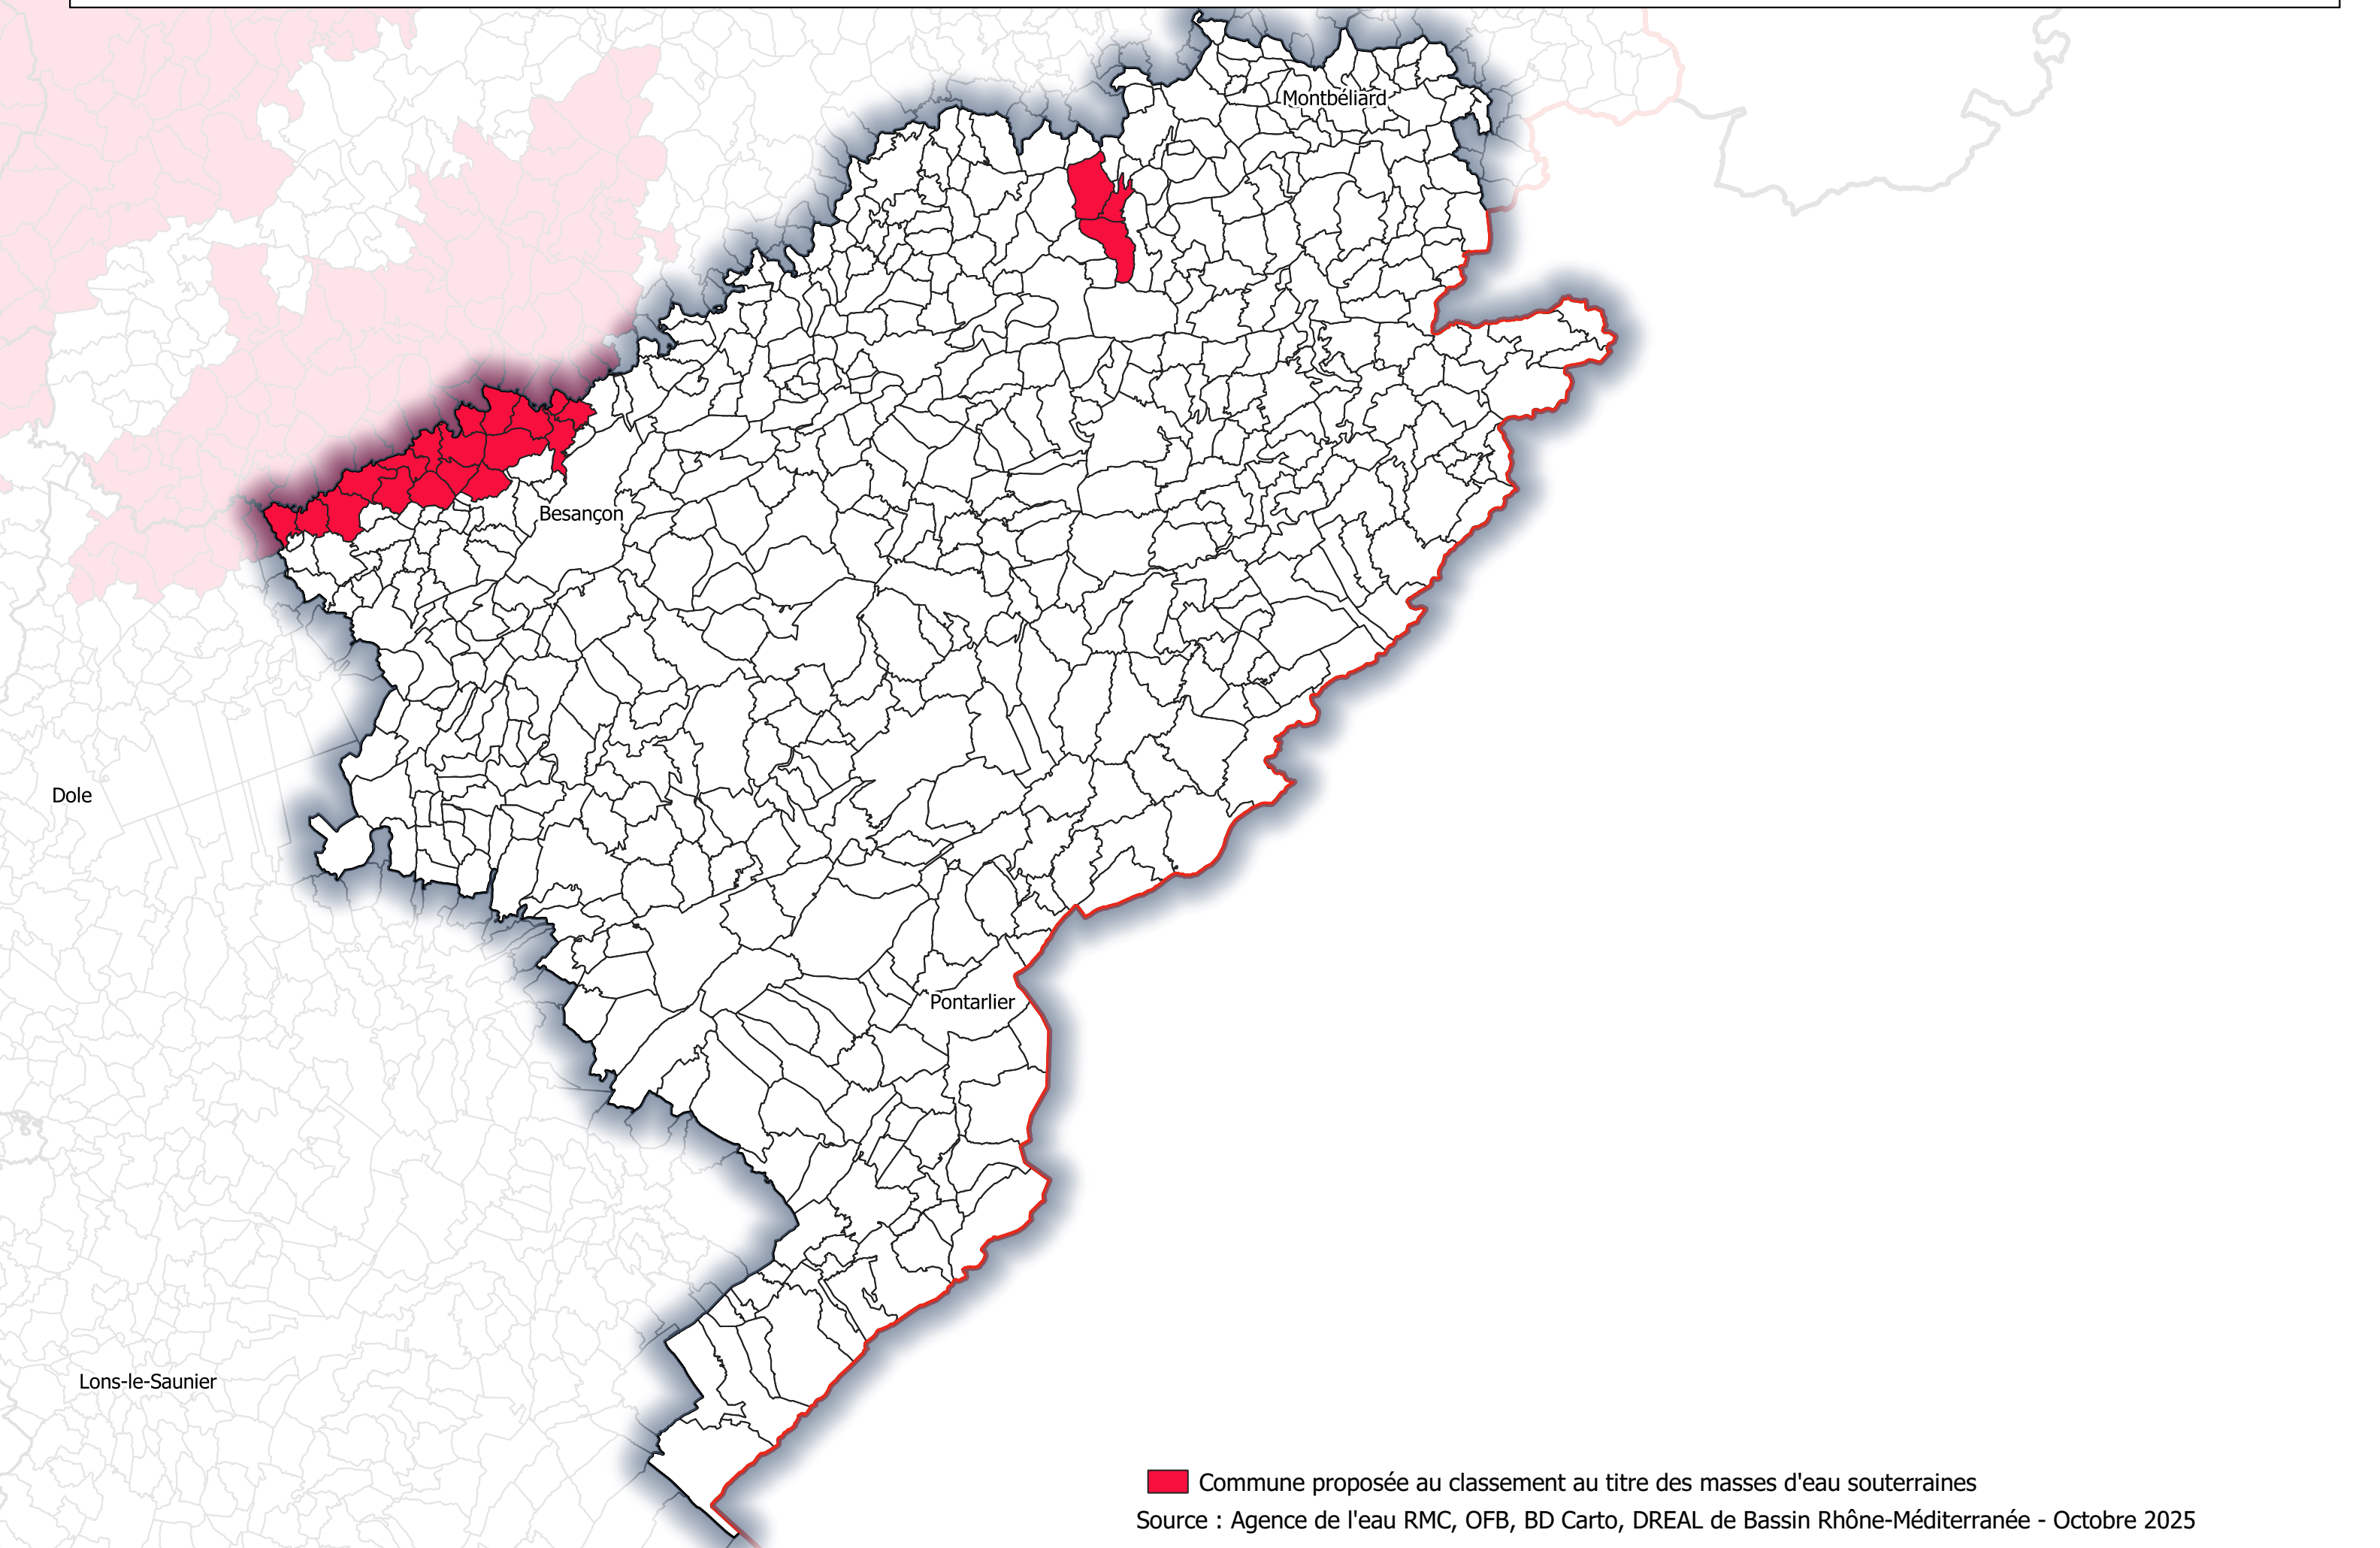 Montbéliard
Besançon
Dole
Pontarlier
Lons-le-Saunier
Commune proposée au classement au titre des masses d'eau souterraines
Source : Agence de l'eau RMC, OFB, BD Carto, DREAL de Bassin Rhône-Méditerranée - Octobre 2025